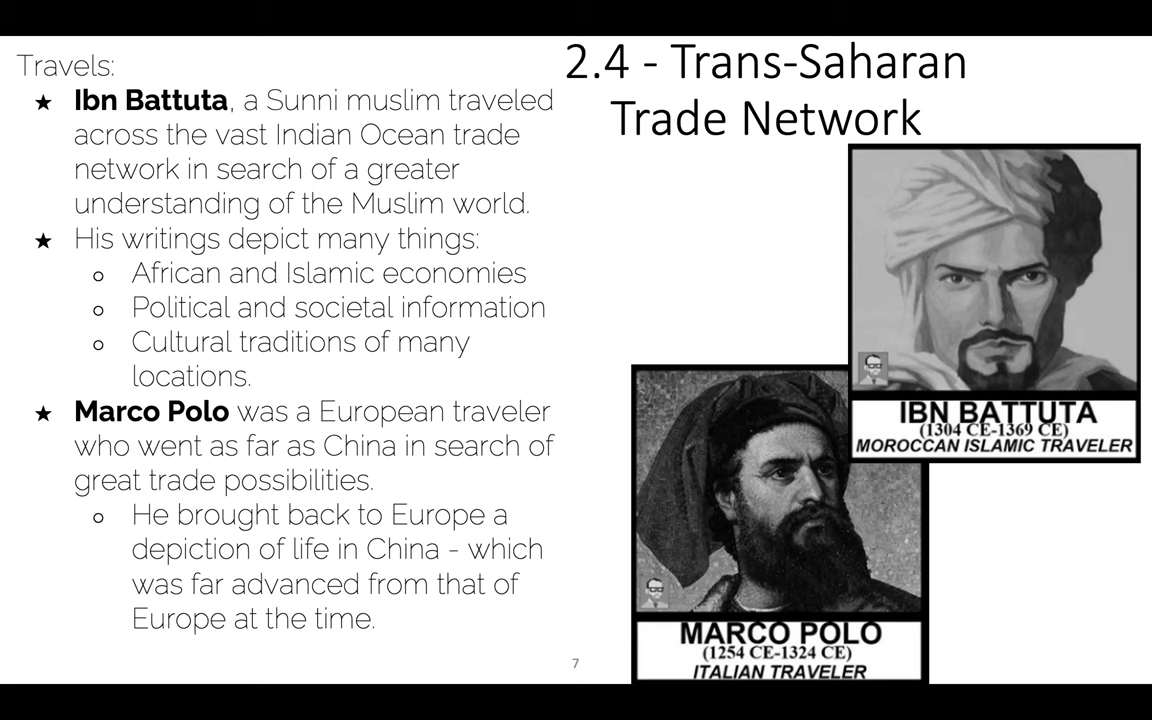 2.4 - Trans-Saharan
Trade Network
Travels:
★ Ibn Battuta, a Sunni muslim traveled
across the vast Indian Ocean trade
network in search of a greater
understanding of the Muslim world.
★ His writings depict many things:
○ African and Islamic economies
○ Political and societal information
○ Cultural traditions of many
locations.
★ Marco Polo was a European traveler
who went as far as China in search of
great trade possibilities.
○ He brought back to Europe a
depiction of life in China - which
was far advanced from that of
Europe at the time.
IBN BATTUTA
(1304 CE-1369 CE)
MOROCCAN ISLAMIC TRAVELER
MARCO POLO
(1254 CE-1324 CE)
ITALIAN TRAVELER
7